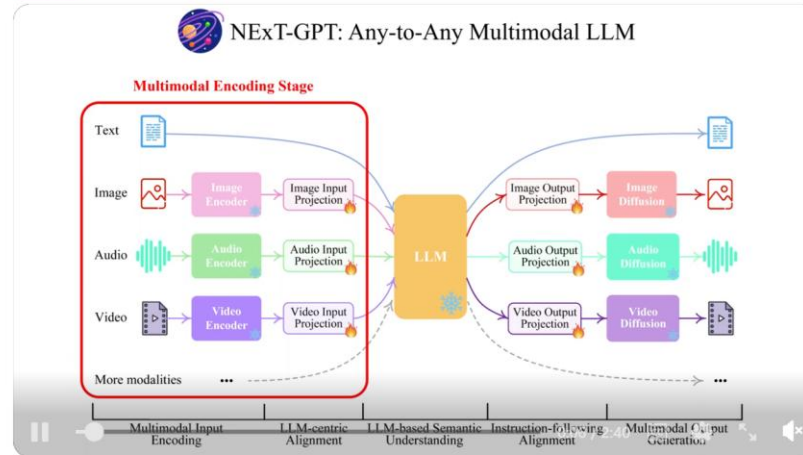 NExT-GPT: Any-to-Any Multimodal LLM
Multimodal Encoding Stage
Text
Image
Image
Encoder
Image Input
Projection
Image Output
Projection
Image
Diffusion
Audio
Audio
Encoder
Audio Input
Projection
LLM
Audio Output
Projection
Audio
Diffusion
Video
Video
Encoder
Video Input
Projection
Video Output
Projection
Video
Diffusion
More modalities ...
...
Multimodal Input
Encoding
LLM-centric
Alignment
LLM-based Semantic
Understanding
Instruction-following
Alignment
Multimodal Output
Generation
/ 2:40